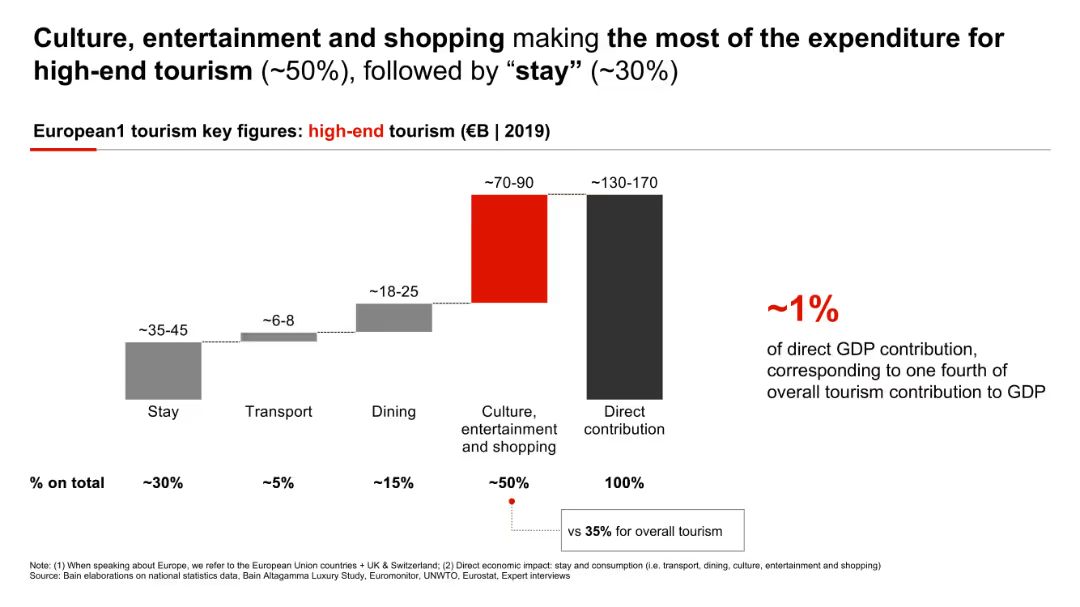 Culture, entertainment and shopping making the most of the expenditure for
high-end tourism (~50%), followed by “stay” (~30%)
European1 tourism key figures: high-end tourism (€B | 2019)
~70-90
~130-170
~18-25
~6-8
~35-45
~1%
of direct GDP contribution,
corresponding to one fourth of
overall tourism contribution to GDP
Stay
Transport
Dining
Culture,
entertainment
and shopping
Direct
contribution
% on total
~30%
~5%
~15%
~50%
100%
vs 35% for overall tourism
Note: (1) When speaking about Europe, we refer to the European Union countries + UK & Switzerland; (2) Direct economic impact: stay and consumption (i.e. transport, dining, culture, entertainment and shopping)
Source: Bain elaborations on national statistics data, Bain Altagamma Luxury Study, Euromonitor, UNWTO, Eurostat, Expert interviews